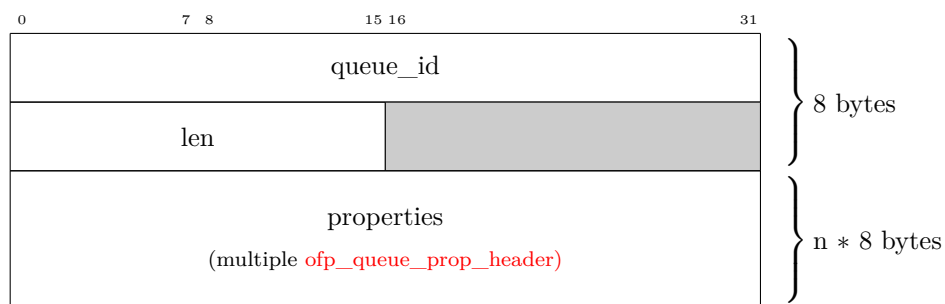 0 7 8 15 16 31
queue_id
8 bytes
len
properties
(multiple ofp_queue_prop_header)
n * 8 bytes